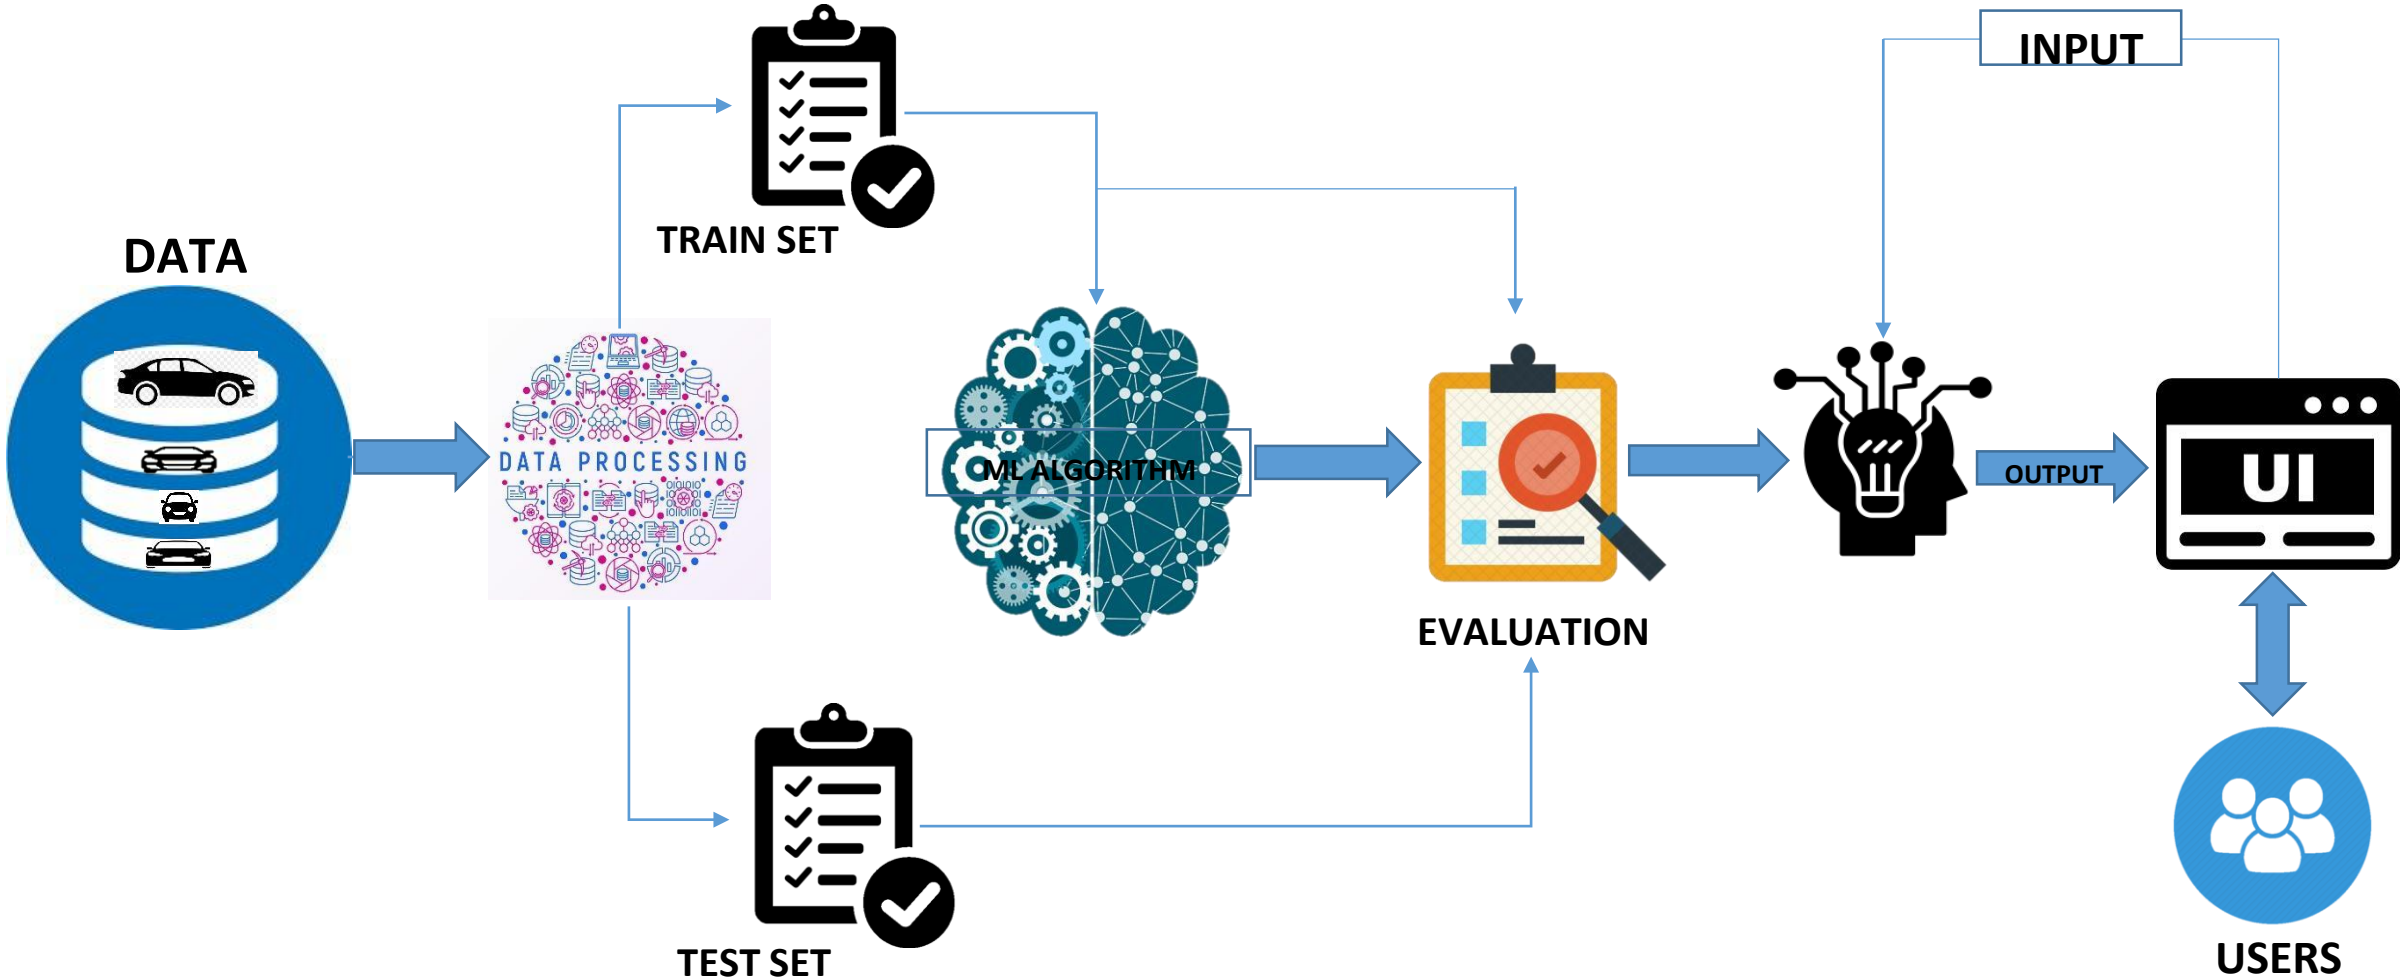 INPUT
TRAIN SET
DATA
DATA PROCESSING
ML ALGORITHM
OUTPUT
UI
EVALUATION
TEST SET
USERS